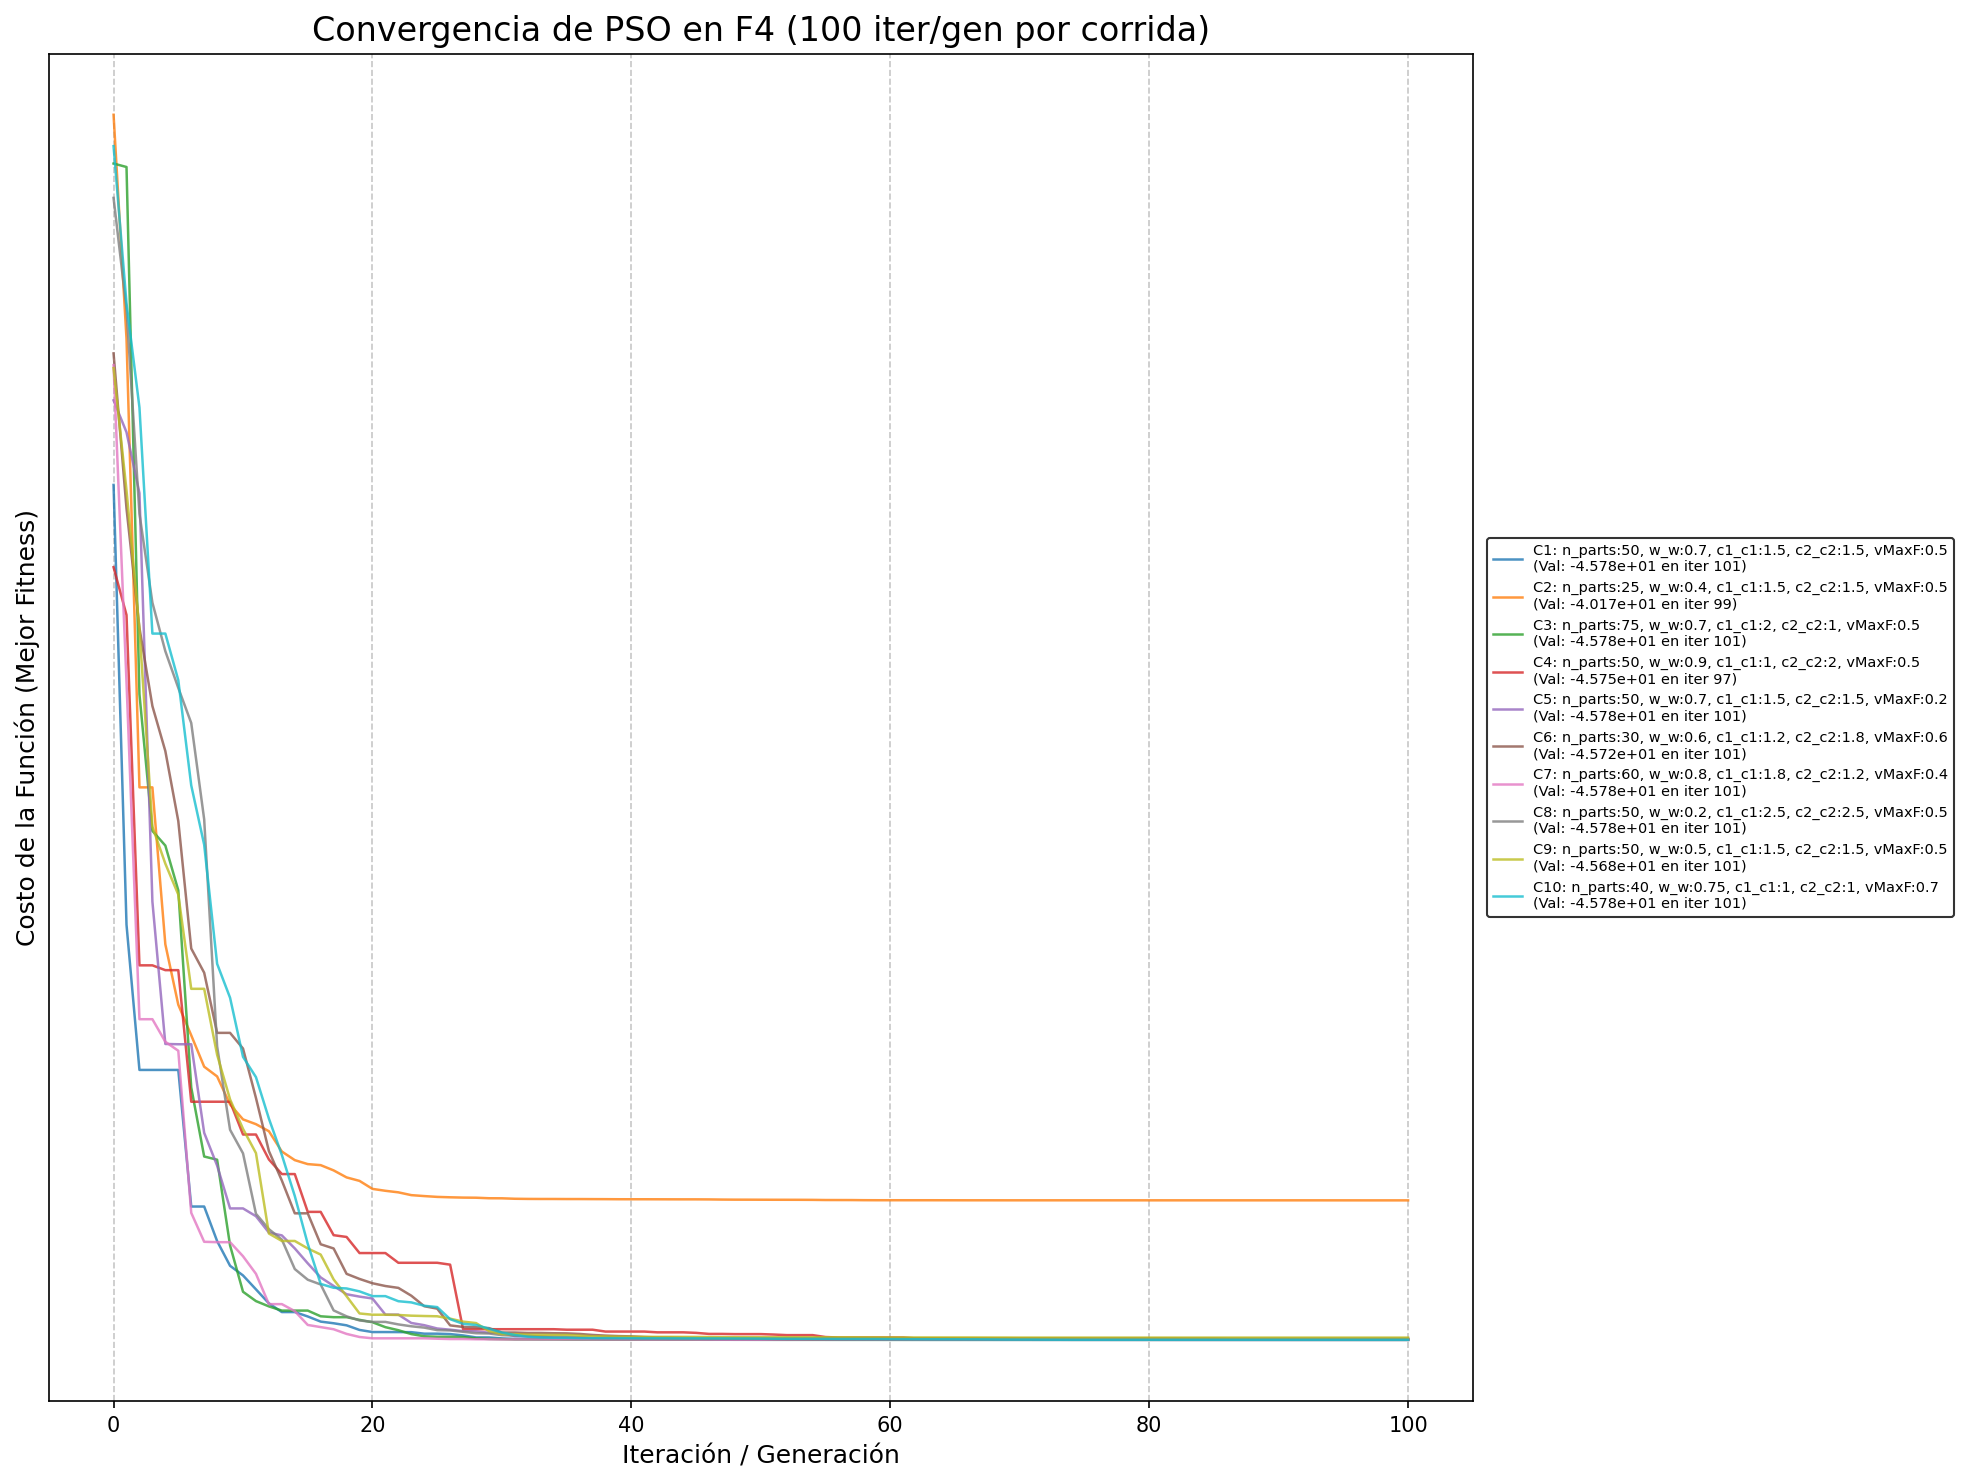 Convergencia de PSO en F4 (100 iter/gen por corrida)
Costo de la Función (Mejor Fitness)
C1: n_parts:50, w_w:0.7, c1_c1:1.5, c2_c2:1.5, vMaxF:0.5
(Val: -4.578e+01 en iter 101)
C2: n_parts:25, w_w:0.4, c1_c1:1.5, c2_c2:1.5, vMaxF:0.5
(Val: -4.017e+01 en iter 99)
C3: n_parts:75, w_w:0.7, c1_c1:2, c2_c2:1, vMaxF:0.5
(Val: -4.578e+01 en iter 101)
C4: n_parts:50, w_w:0.9, c1_c1:1, c2_c2:2, vMaxF:0.5
(Val: -4.575e+01 en iter 97)
C5: n_parts:50, w_w:0.7, c1_c1:1.5, c2_c2:1.5, vMaxF:0.2
(Val: -4.578e+01 en iter 101)
C6: n_parts:30, w_w:0.6, c1_c1:1.2, c2_c2:1.8, vMaxF:0.6
(Val: -4.572e+01 en iter 101)
C7: n_parts:60, w_w:0.8, c1_c1:1.8, c2_c2:1.2, vMaxF:0.4
(Val: -4.578e+01 en iter 101)
C8: n_parts:50, w_w:0.2, c1_c1:2.5, c2_c2:2.5, vMaxF:0.5
(Val: -4.578e+01 en iter 101)
C9: n_parts:50, w_w:0.5, c1_c1:1.5, c2_c2:1.5, vMaxF:0.5
(Val: -4.568e+01 en iter 101)
C10: n_parts:40, w_w:0.75, c1_c1:1, c2_c2:1, vMaxF:0.7
(Val: -4.578e+01 en iter 101)
0 20 40 60 80 100
Iteración / Generación